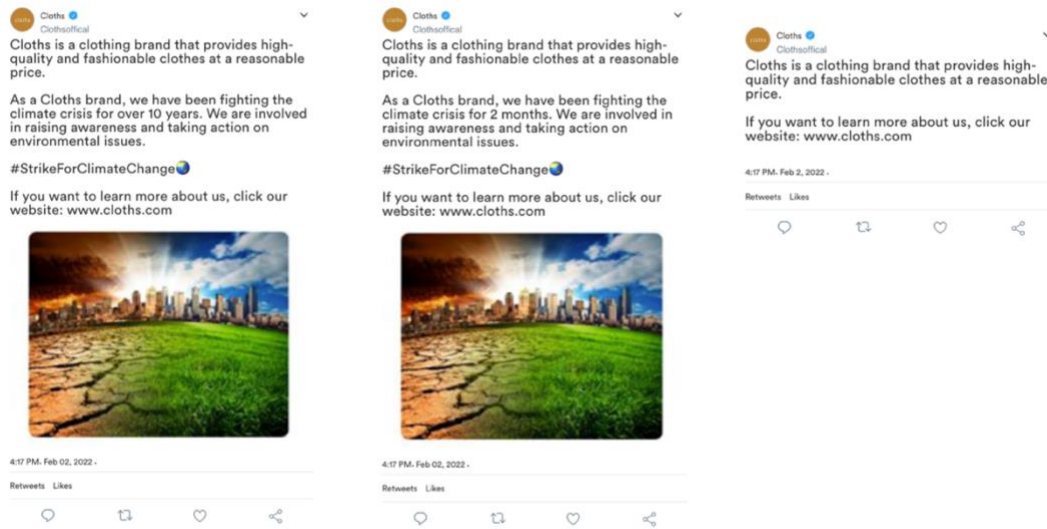 Cloths
Clothsoffical
Cloths is a clothing brand that provides high-
quality and fashionable clothes at a reasonable
price.
As a Cloths brand, we have been fighting the
climate crisis for over 10 years. We are involved
in raising awareness and taking action on
environmental issues.
#StrikeForClimateChange
If you want to learn more about us, click our
website: www.cloths.com
4:17 PM. Feb 02, 2022 .
Retweets Likes
Cloths
Clothsoffical
Cloths is a clothing brand that provides high-
quality and fashionable clothes at a reasonable
price.
As a Cloths brand, we have been fighting the
climate crisis for 2 months. We are involved in
raising awareness and taking action on
environmental issues.
#StrikeForClimateChange
If you want to learn more about us, click our
website: www.cloths.com
4:17 PM. Feb 02, 2022 .
Retweets Likes
Cloths
Clothsoffical
Cloths is a clothing brand that provides high-
quality and fashionable clothes at a reasonable
price.
If you want to learn more about us, click our
website: www.cloths.com
4:17 PM. Feb 2, 2022 .
Retweets Likes